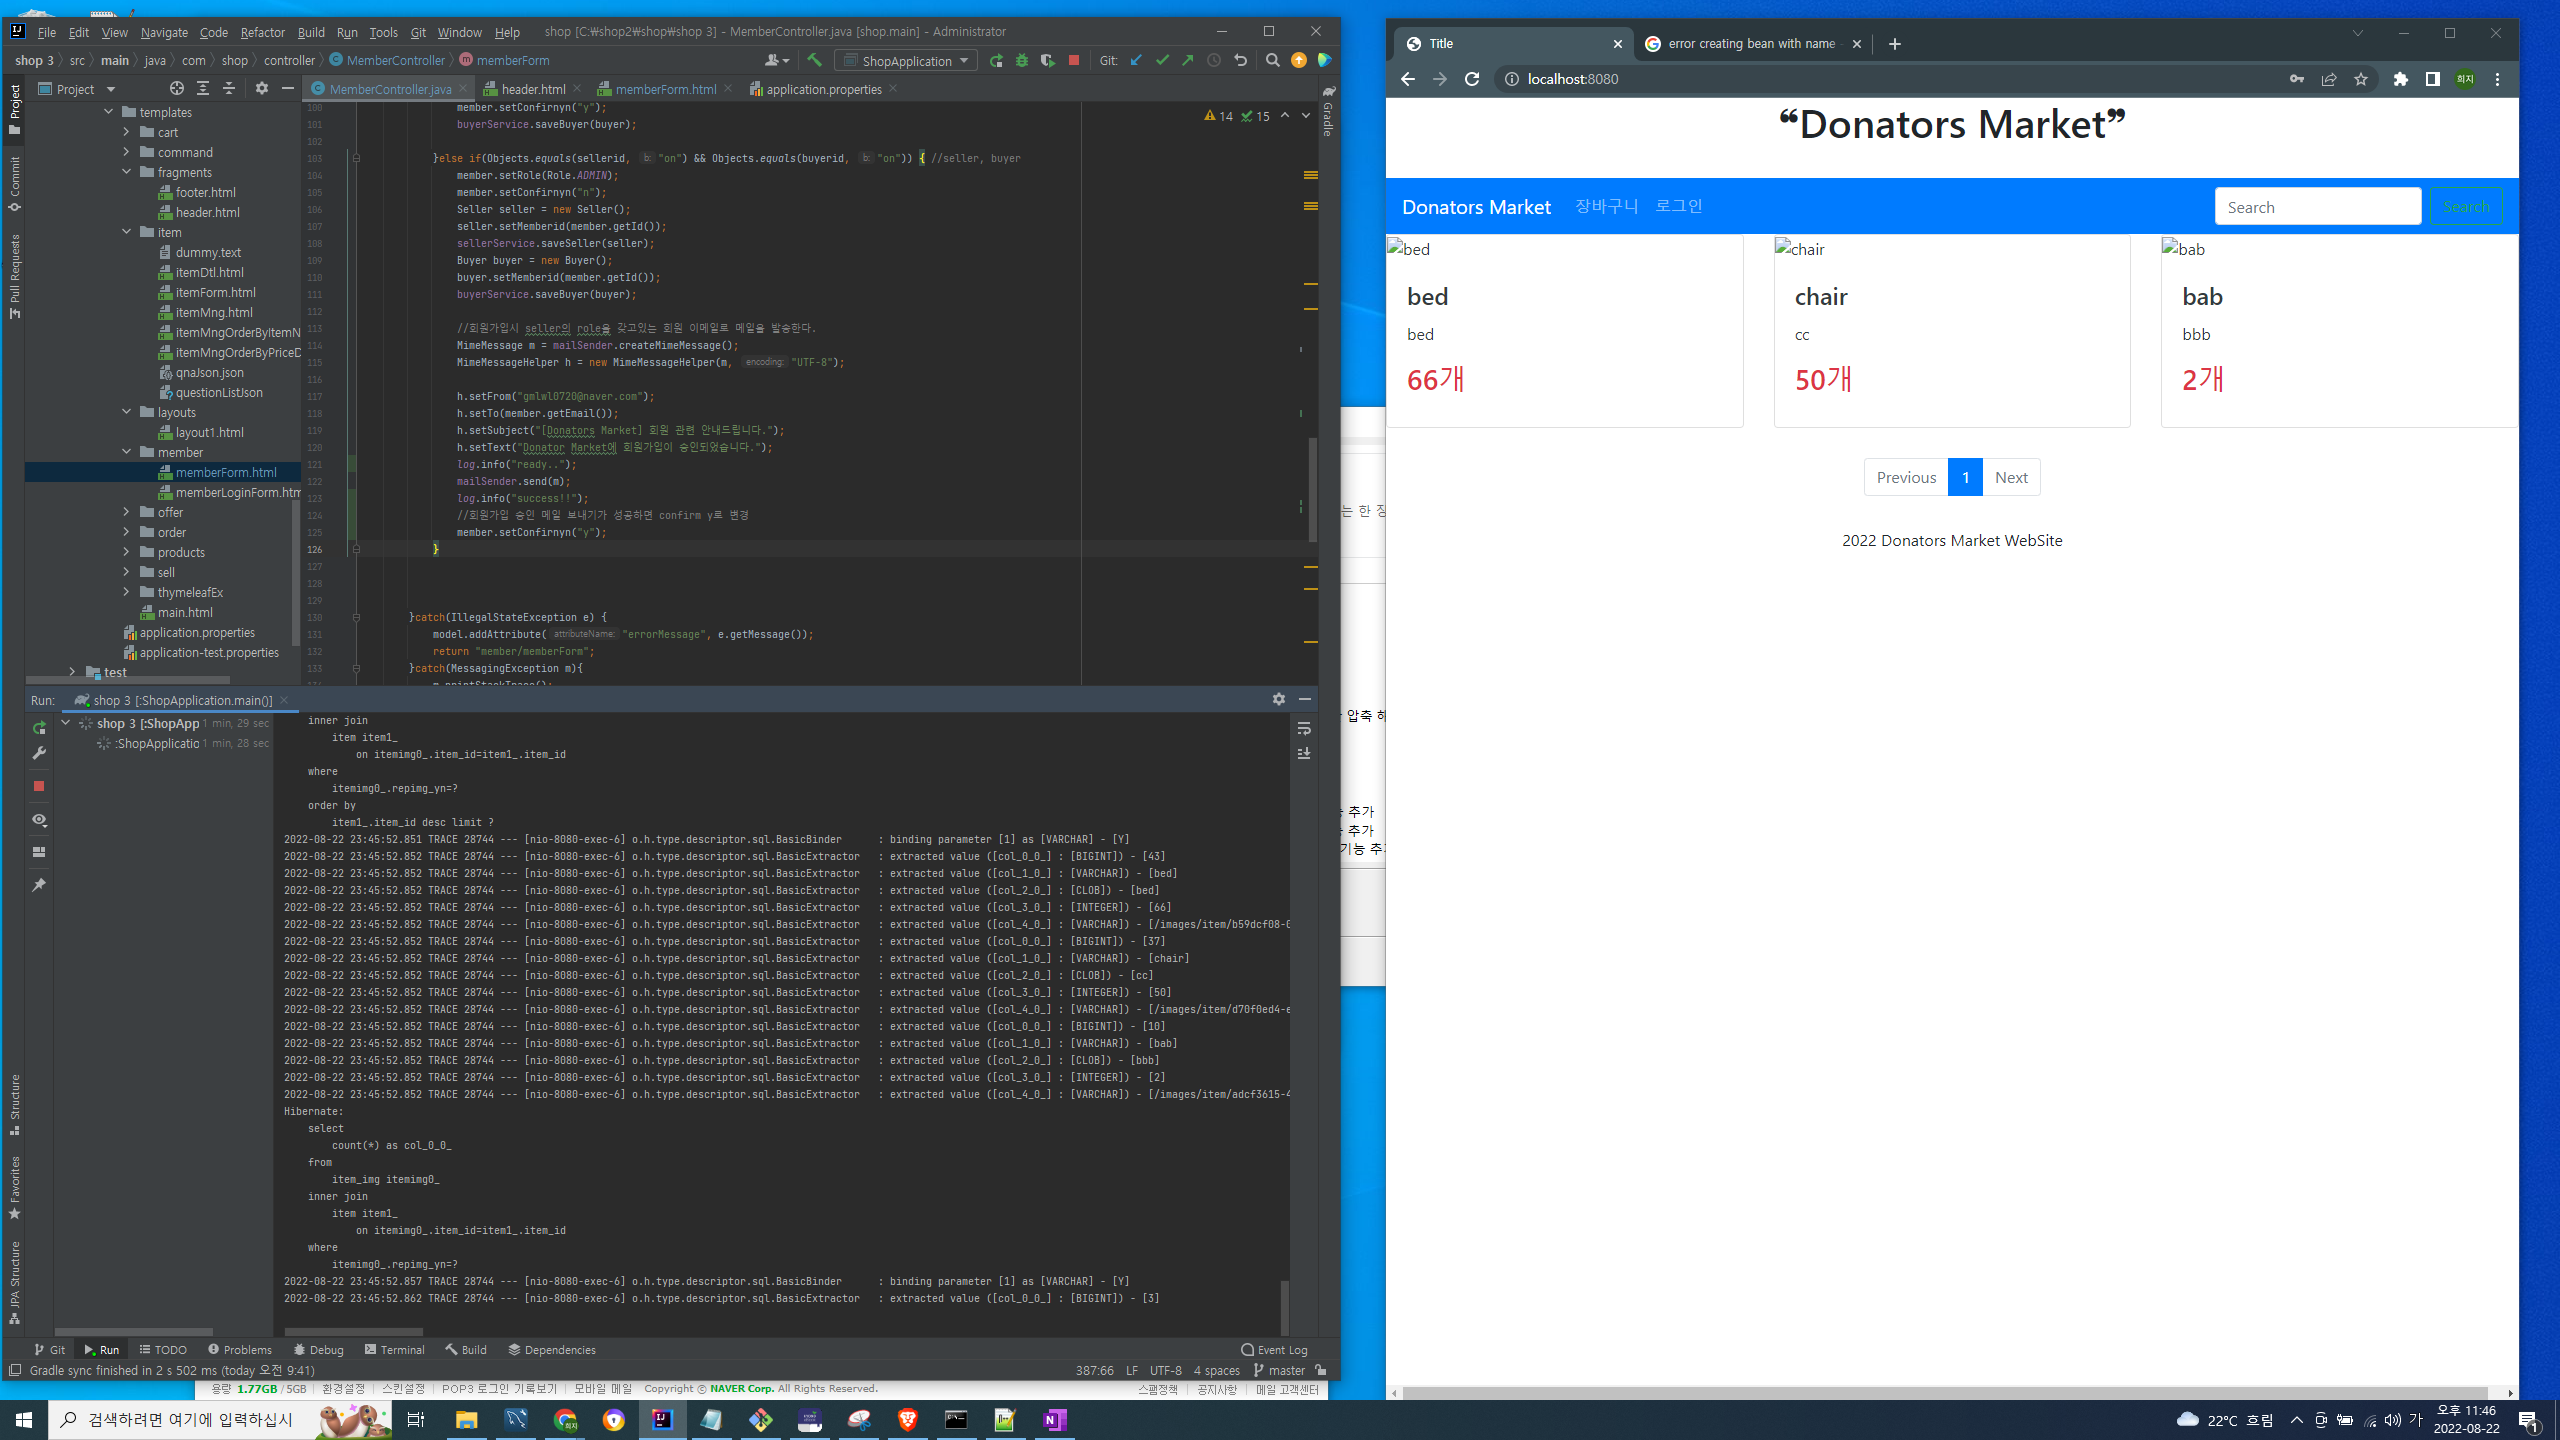 File Edit View Navigate Code Refactor Build Run Tools Git Window Help shop [C:₩shop2₩shop₩shop 3] - MemberController.java [shop.main] - Administrator
shop 3 src main java com shop controller MemberController memberForm
ShopApplication Git:
Project
MemberController.java header.html memberForm.html application.properties
templates
cart
command
fragments
footer.html
header.html
item
dummy.text
itemDtl.html
itemForm.html
itemMng.html
itemMngOrderByItemN
itemMngOrderByPriceD
qnaJson.json
questionListJson
layouts
layout1.html
member
memberForm.html
memberLoginForm.htm
offer
order
products
sell
thymeleafEx
main.html
application.properties
application-test.properties
test
Project
Commit
Pull Requests
Structure
Favorites
JPA Structure
Gradle
14 15
100 member.setConfirnyn("y");
101 buyerService.saveBuyer(buyer);
102
103 }else if(Objects.equals(sellerid, b: "on") && Objects.equals(buyerid, b: "on")) { //seller, buyer
104 member.setRole(Role.ADMIN);
105 member.setConfirnyn("n");
106 Seller seller = new Seller();
107 seller.setMemberid(member.getId());
108 sellerService.saveSeller(seller);
109 Buyer buyer = new Buyer();
110 buyer.setMemberid(member.getId());
111 buyerService.saveBuyer(buyer);
112
113 //회원가입시 seller의 role을 갖고있는 회원 이메일로 메일을 발송한다.
114 MimeMessage m = mailSender.createMimeMessage();
115 MimeMessageHelper h = new MimeMessageHelper(m, encoding: "UTF-8");
116
117 h.setFrom("gmlwl0720@naver.com");
118 h.setTo(member.getEmail());
119 h.setSubject("[Donators Market] 회원 관련 안내드립니다.");
120 h.setText("Donator Market에 회원가입이 승인되었습니다.");
121 log.info("ready..");
122 mailSender.send(m);
123 log.info("success!!");
124 //회원가입 승인 메일 보내기가 성공하면 confirm y로 변경
125 member.setConfirnyn("y");
126 }
127
128
129
130 }catch(IllegalStateException e) {
131 model.addAttribute( attributeName: "errorMessage", e.getMessage());
132 return "member/memberForm";
133 }catch(MessagingException m){
m.printStackTrace();
Run: shop 3 [:ShopApplication.main()]
shop 3 [:ShopApp 1 min, 29 sec
:ShopApplicatio 1 min, 28 sec
inner join
item item1_
on itemimg0_.item_id=item1_.item_id
where
itemimg0_.repimg_yn=?
order by
item1_.item_id desc limit ?
2022-08-22 23:45:52.851 TRACE 28744 --- [nio-8080-exec-6] o.h.type.descriptor.sql.BasicBinder : binding parameter [1] as [VARCHAR] - [Y]
2022-08-22 23:45:52.852 TRACE 28744 --- [nio-8080-exec-6] o.h.type.descriptor.sql.BasicExtractor : extracted value ([col_0_0_] : [BIGINT]) - [43]
2022-08-22 23:45:52.852 TRACE 28744 --- [nio-8080-exec-6] o.h.type.descriptor.sql.BasicExtractor : extracted value ([col_1_0_] : [VARCHAR]) - [bed]
2022-08-22 23:45:52.852 TRACE 28744 --- [nio-8080-exec-6] o.h.type.descriptor.sql.BasicExtractor : extracted value ([col_2_0_] : [CLOB]) - [bed]
2022-08-22 23:45:52.852 TRACE 28744 --- [nio-8080-exec-6] o.h.type.descriptor.sql.BasicExtractor : extracted value ([col_3_0_] : [INTEGER]) - [66]
2022-08-22 23:45:52.852 TRACE 28744 --- [nio-8080-exec-6] o.h.type.descriptor.sql.BasicExtractor : extracted value ([col_4_0_] : [VARCHAR]) - [/images/item/b59dcf08-0
2022-08-22 23:45:52.852 TRACE 28744 --- [nio-8080-exec-6] o.h.type.descriptor.sql.BasicExtractor : extracted value ([col_0_0_] : [BIGINT]) - [37]
2022-08-22 23:45:52.852 TRACE 28744 --- [nio-8080-exec-6] o.h.type.descriptor.sql.BasicExtractor : extracted value ([col_1_0_] : [VARCHAR]) - [chair]
2022-08-22 23:45:52.852 TRACE 28744 --- [nio-8080-exec-6] o.h.type.descriptor.sql.BasicExtractor : extracted value ([col_2_0_] : [CLOB]) - [cc]
2022-08-22 23:45:52.852 TRACE 28744 --- [nio-8080-exec-6] o.h.type.descriptor.sql.BasicExtractor : extracted value ([col_3_0_] : [INTEGER]) - [50]
2022-08-22 23:45:52.852 TRACE 28744 --- [nio-8080-exec-6] o.h.type.descriptor.sql.BasicExtractor : extracted value ([col_4_0_] : [VARCHAR]) - [/images/item/d70f0ed4-e
2022-08-22 23:45:52.852 TRACE 28744 --- [nio-8080-exec-6] o.h.type.descriptor.sql.BasicExtractor : extracted value ([col_0_0_] : [BIGINT]) - [10]
2022-08-22 23:45:52.852 TRACE 28744 --- [nio-8080-exec-6] o.h.type.descriptor.sql.BasicExtractor : extracted value ([col_1_0_] : [VARCHAR]) - [bab]
2022-08-22 23:45:52.852 TRACE 28744 --- [nio-8080-exec-6] o.h.type.descriptor.sql.BasicExtractor : extracted value ([col_2_0_] : [CLOB]) - [bbb]
2022-08-22 23:45:52.852 TRACE 28744 --- [nio-8080-exec-6] o.h.type.descriptor.sql.BasicExtractor : extracted value ([col_3_0_] : [INTEGER]) - [2]
2022-08-22 23:45:52.852 TRACE 28744 --- [nio-8080-exec-6] o.h.type.descriptor.sql.BasicExtractor : extracted value ([col_4_0_] : [VARCHAR]) - [/images/item/adcf3615-4
Hibernate:
select
count(*) as col_0_0_
from
item_img itemimg0_
inner join
item item1_
on itemimg0_.item_id=item1_.item_id
where
itemimg0_.repimg_yn=?
2022-08-22 23:45:52.857 TRACE 28744 --- [nio-8080-exec-6] o.h.type.descriptor.sql.BasicBinder : binding parameter [1] as [VARCHAR] - [Y]
2022-08-22 23:45:52.862 TRACE 28744 --- [nio-8080-exec-6] o.h.type.descriptor.sql.BasicExtractor : extracted value ([col_0_0_] : [BIGINT]) - [3]
Git Run TODO Problems Debug Terminal Build Dependencies Event Log
Gradle sync finished in 2 s 502 ms (today 오전 9:41) 387:66 LF UTF-8 4 spaces master
용량 1.77GB / 5GB 환경설정 스킨설정 POP3 로그인 기록보기 모바일 메일 Copyright © NAVER Corp. All Rights Reserved. 스팸정책 공지사항 메일 고객센터
는 한 장
압축 해
추가
추가
기능 추
Title error creating bean with name
localhost:8080 희지
❝Donators Market❞
Donators Market 장바구니 로그인 Search Search
bed chair bab
bed chair bab
bed cc bbb
66개 50개 2개
Previous 1 Next
2022 Donators Market WebSite
검색하려면 여기에 입력하십시
22°C 흐림 가 오후 11:46
2022-08-22
1